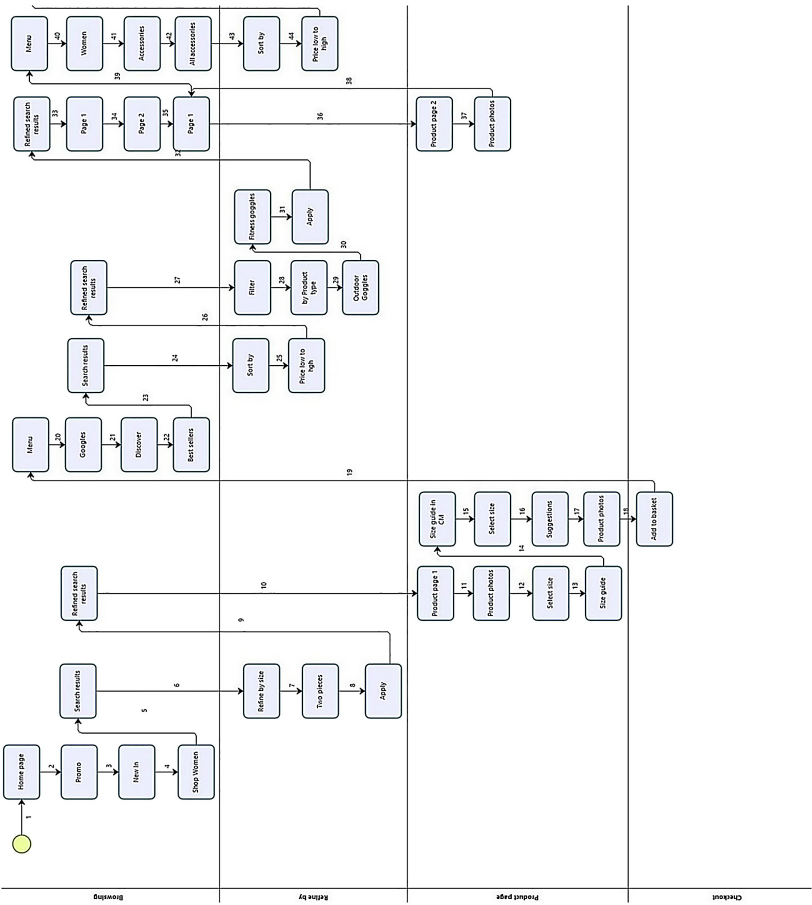 Browsing
Refine by
Product page
Checkout
1
Home page
2
Promo
3
New In
4
Shop Women
5
Search results
6
Refine by size
7
Two pieces
8
Apply
9
Refined search
results
10
Product page 1
11
Product photos
12
Select size
13
Size guide
14
Size guide in
CM
15
Select size
16
Suggestions
17
Product photos
18
Add to basket
19
Menu
20
Googles
21
Discover
22
Best sellers
23
Search results
24
Sort by
25
Price low to
hgh
26
Refined search
results
27
Filter
28
by Product
type
29
Outdoor
Goggles
30
Fitness goggles
31
Apply
32
Refined search
results
33
Page 1
34
Page 2
35
Page 1
36
Product page 2
37
Product photos
38
39
Menu
40
Women
41
Accessories
42
All accessories
43
Sort by
44
Price low to
high